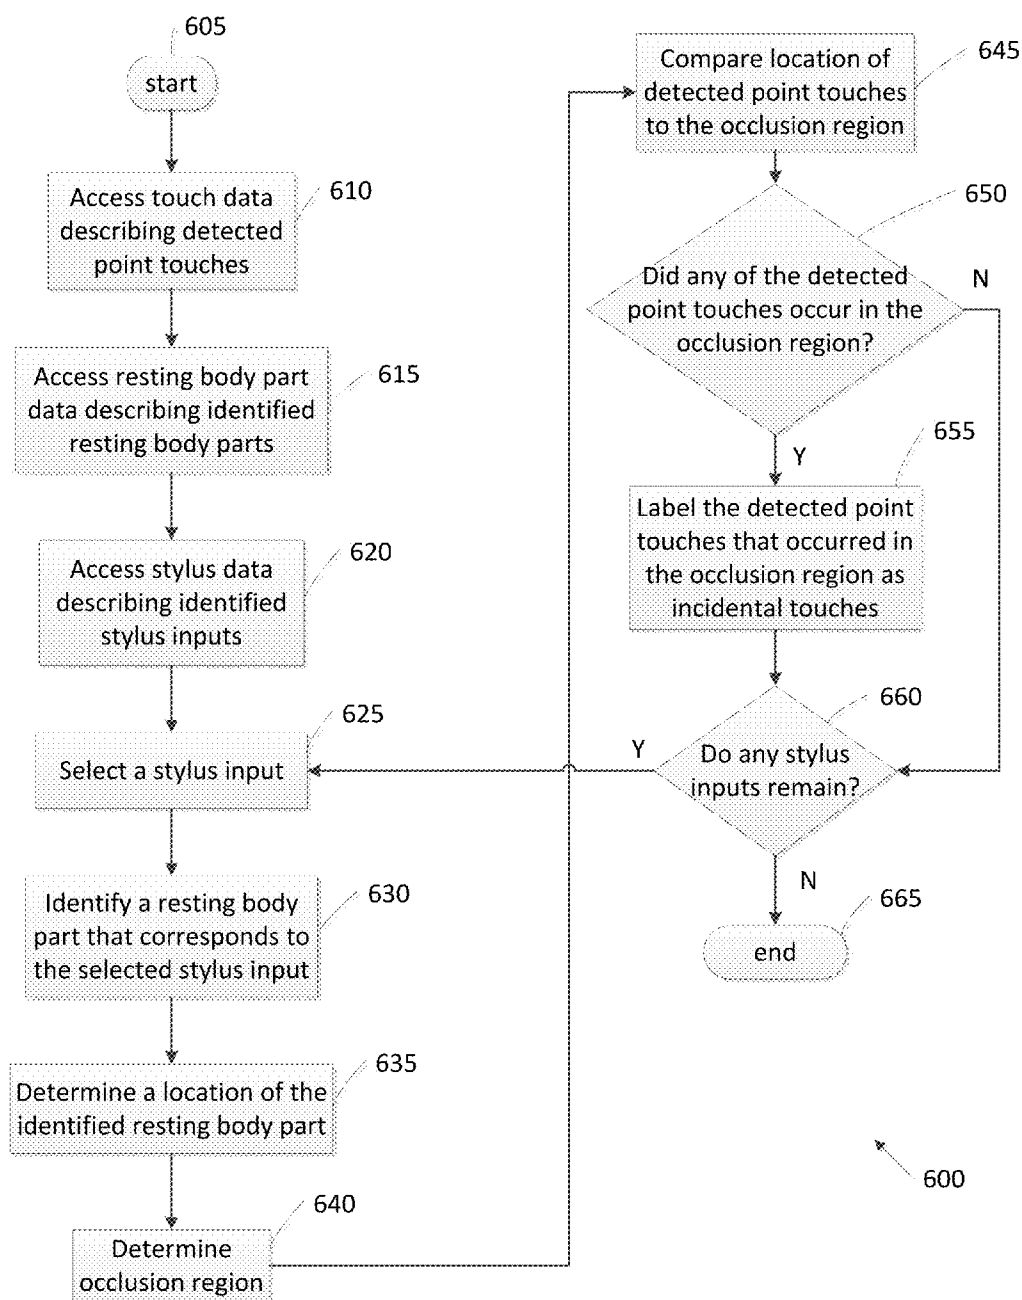 605
start
Access touch data
describing detected
point touches
610
Access resting body part
data describing identified
resting body parts
615
Access stylus data
describing identified
stylus inputs
620
Select a stylus input
625
Identify a resting body
part that corresponds to
the selected stylus input
630
Determine a location of the
identified resting body part
635
Determine
occlusion region
640
Compare location of
detected point touches
to the occlusion region
645
Did any of the detected
point touches occur in the
occlusion region?
650
N
Y
Label the detected point
touches that occurred in
the occlusion region as
incidental touches
655
Do any stylus
inputs remain?
660
Y
N
end
665
600